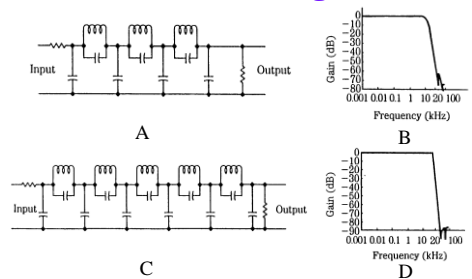 Input
Output
A
Gain (dB)
0
-10
-20
-30
-40
-50
-60
-70
-80
0.001 0.01 0.1 1 10 20 100
Frequency (kHz)
B
Input
Output
C
Gain (dB)
0
-10
-20
-30
-40
-50
-60
-70
-80
-90
0.001 0.01 0.1 1 10 20 100
Frequency (kHz)
D